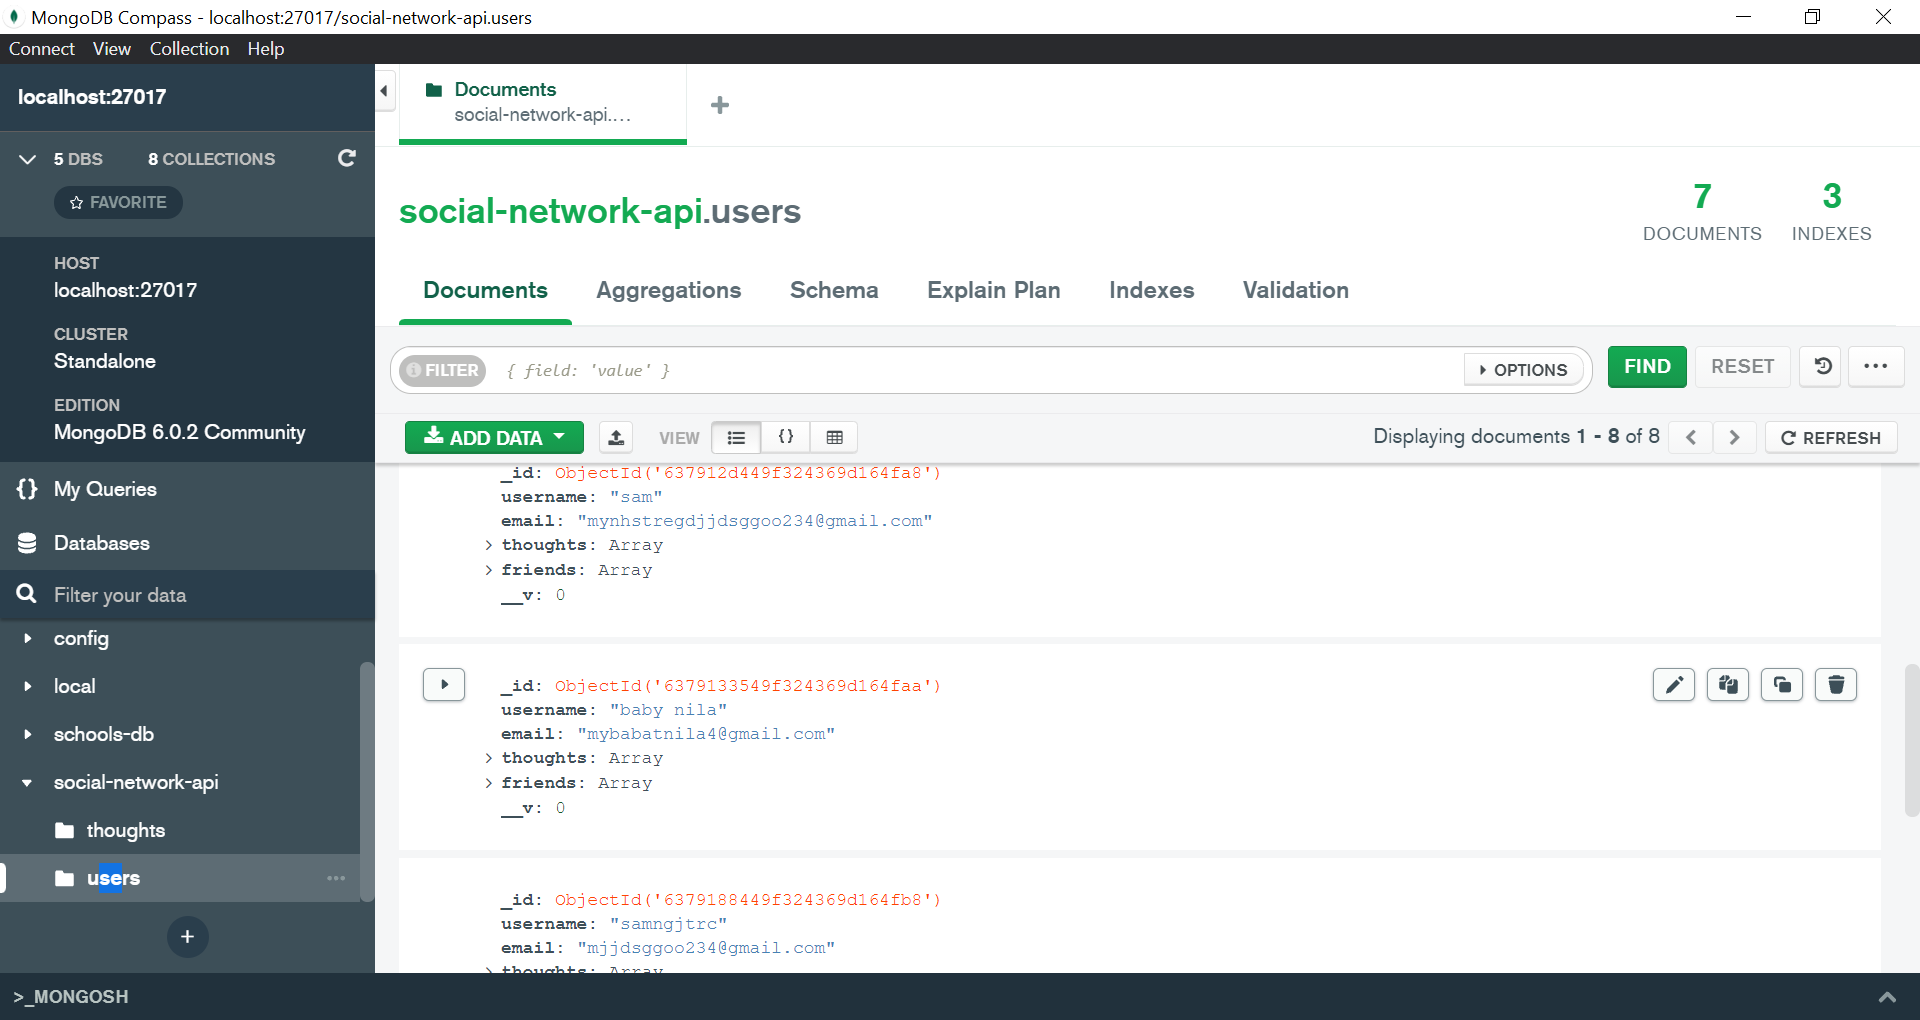 MongoDB Compass - localhost:27017/social-network-api.users
Connect View Collection Help
localhost:27017
5 DBS 8 COLLECTIONS
FAVORITE
HOST
localhost:27017
CLUSTER
Standalone
EDITION
MongoDB 6.0.2 Community
{} My Queries
Databases
Filter your data
config
local
schools-db
social-network-api
thoughts
users
Documents
social-network-api....
social-network-api.users
7
DOCUMENTS
3
INDEXES
Documents Aggregations Schema Explain Plan Indexes Validation
FILTER { field: 'value' } OPTIONS FIND RESET
ADD DATA VIEW {} Displaying documents 1 - 8 of 8 REFRESH
_id: ObjectId('637912d449f324369d164fa8')
username: "sam"
email: "mynhstregdjjdsggoo234@gmail.com"
> thoughts: Array
> friends: Array
__v: 0
_id: ObjectId('6379133549f324369d164faa')
username: "baby nila"
email: "mybabatnila4@gmail.com"
> thoughts: Array
> friends: Array
__v: 0
_id: ObjectId('6379188449f324369d164fb8')
username: "samngjtrc"
email: "mjjdsggoo234@gmail.com"
> thoughts: Array
>_MONGOSH